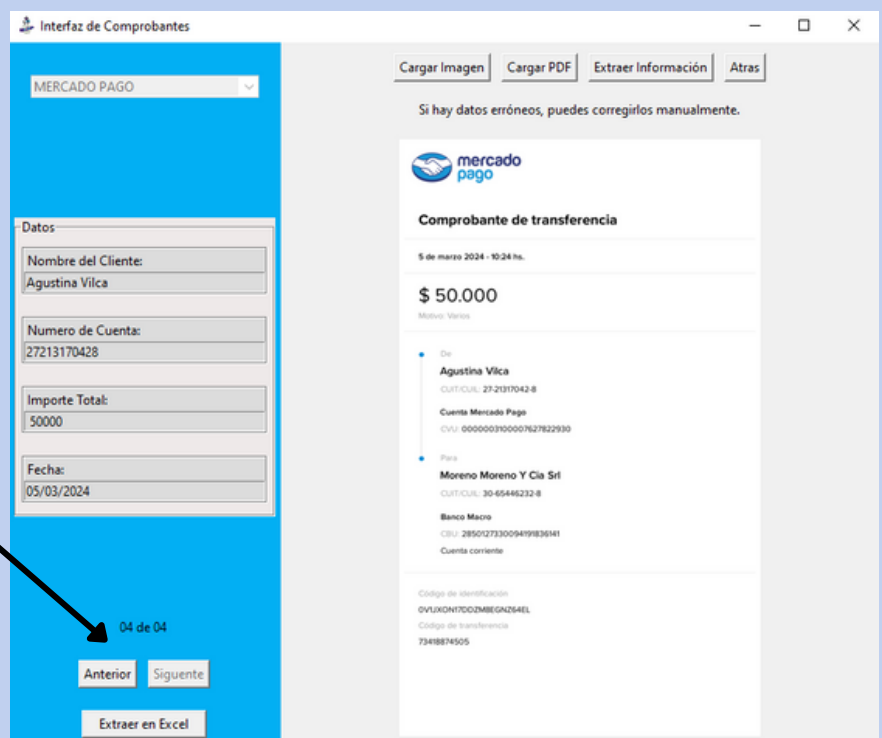 Interfaz de Comprobantes
MERCADO PAGO
Datos
Nombre del Cliente:
Agustina Vilca
Numero de Cuenta:
27213170428
Importe Total:
50000
Fecha:
05/03/2024
04 de 04
Anterior
Siguente
Extraer en Excel
Cargar Imagen
Cargar PDF
Extraer Información
Atras
Si hay datos erróneos, puedes corregirlos manualmente.
mercado
pago
Comprobante de transferencia
5 de marzo 2024 - 10:24 hs.
$ 50.000
Motivo: Varios
De
Agustina Vilca
CUIT/CUIL: 27-21317042-8
Cuenta Mercado Pago
CVU: 0000003100007627822930
Para
Moreno Moreno Y Cia Srl
CUIT/CUIL: 30-65446232-8
Banco Macro
CBU: 2850127330094191836141
Cuenta corriente
Código de identificación
Código de transferencia
73418874505